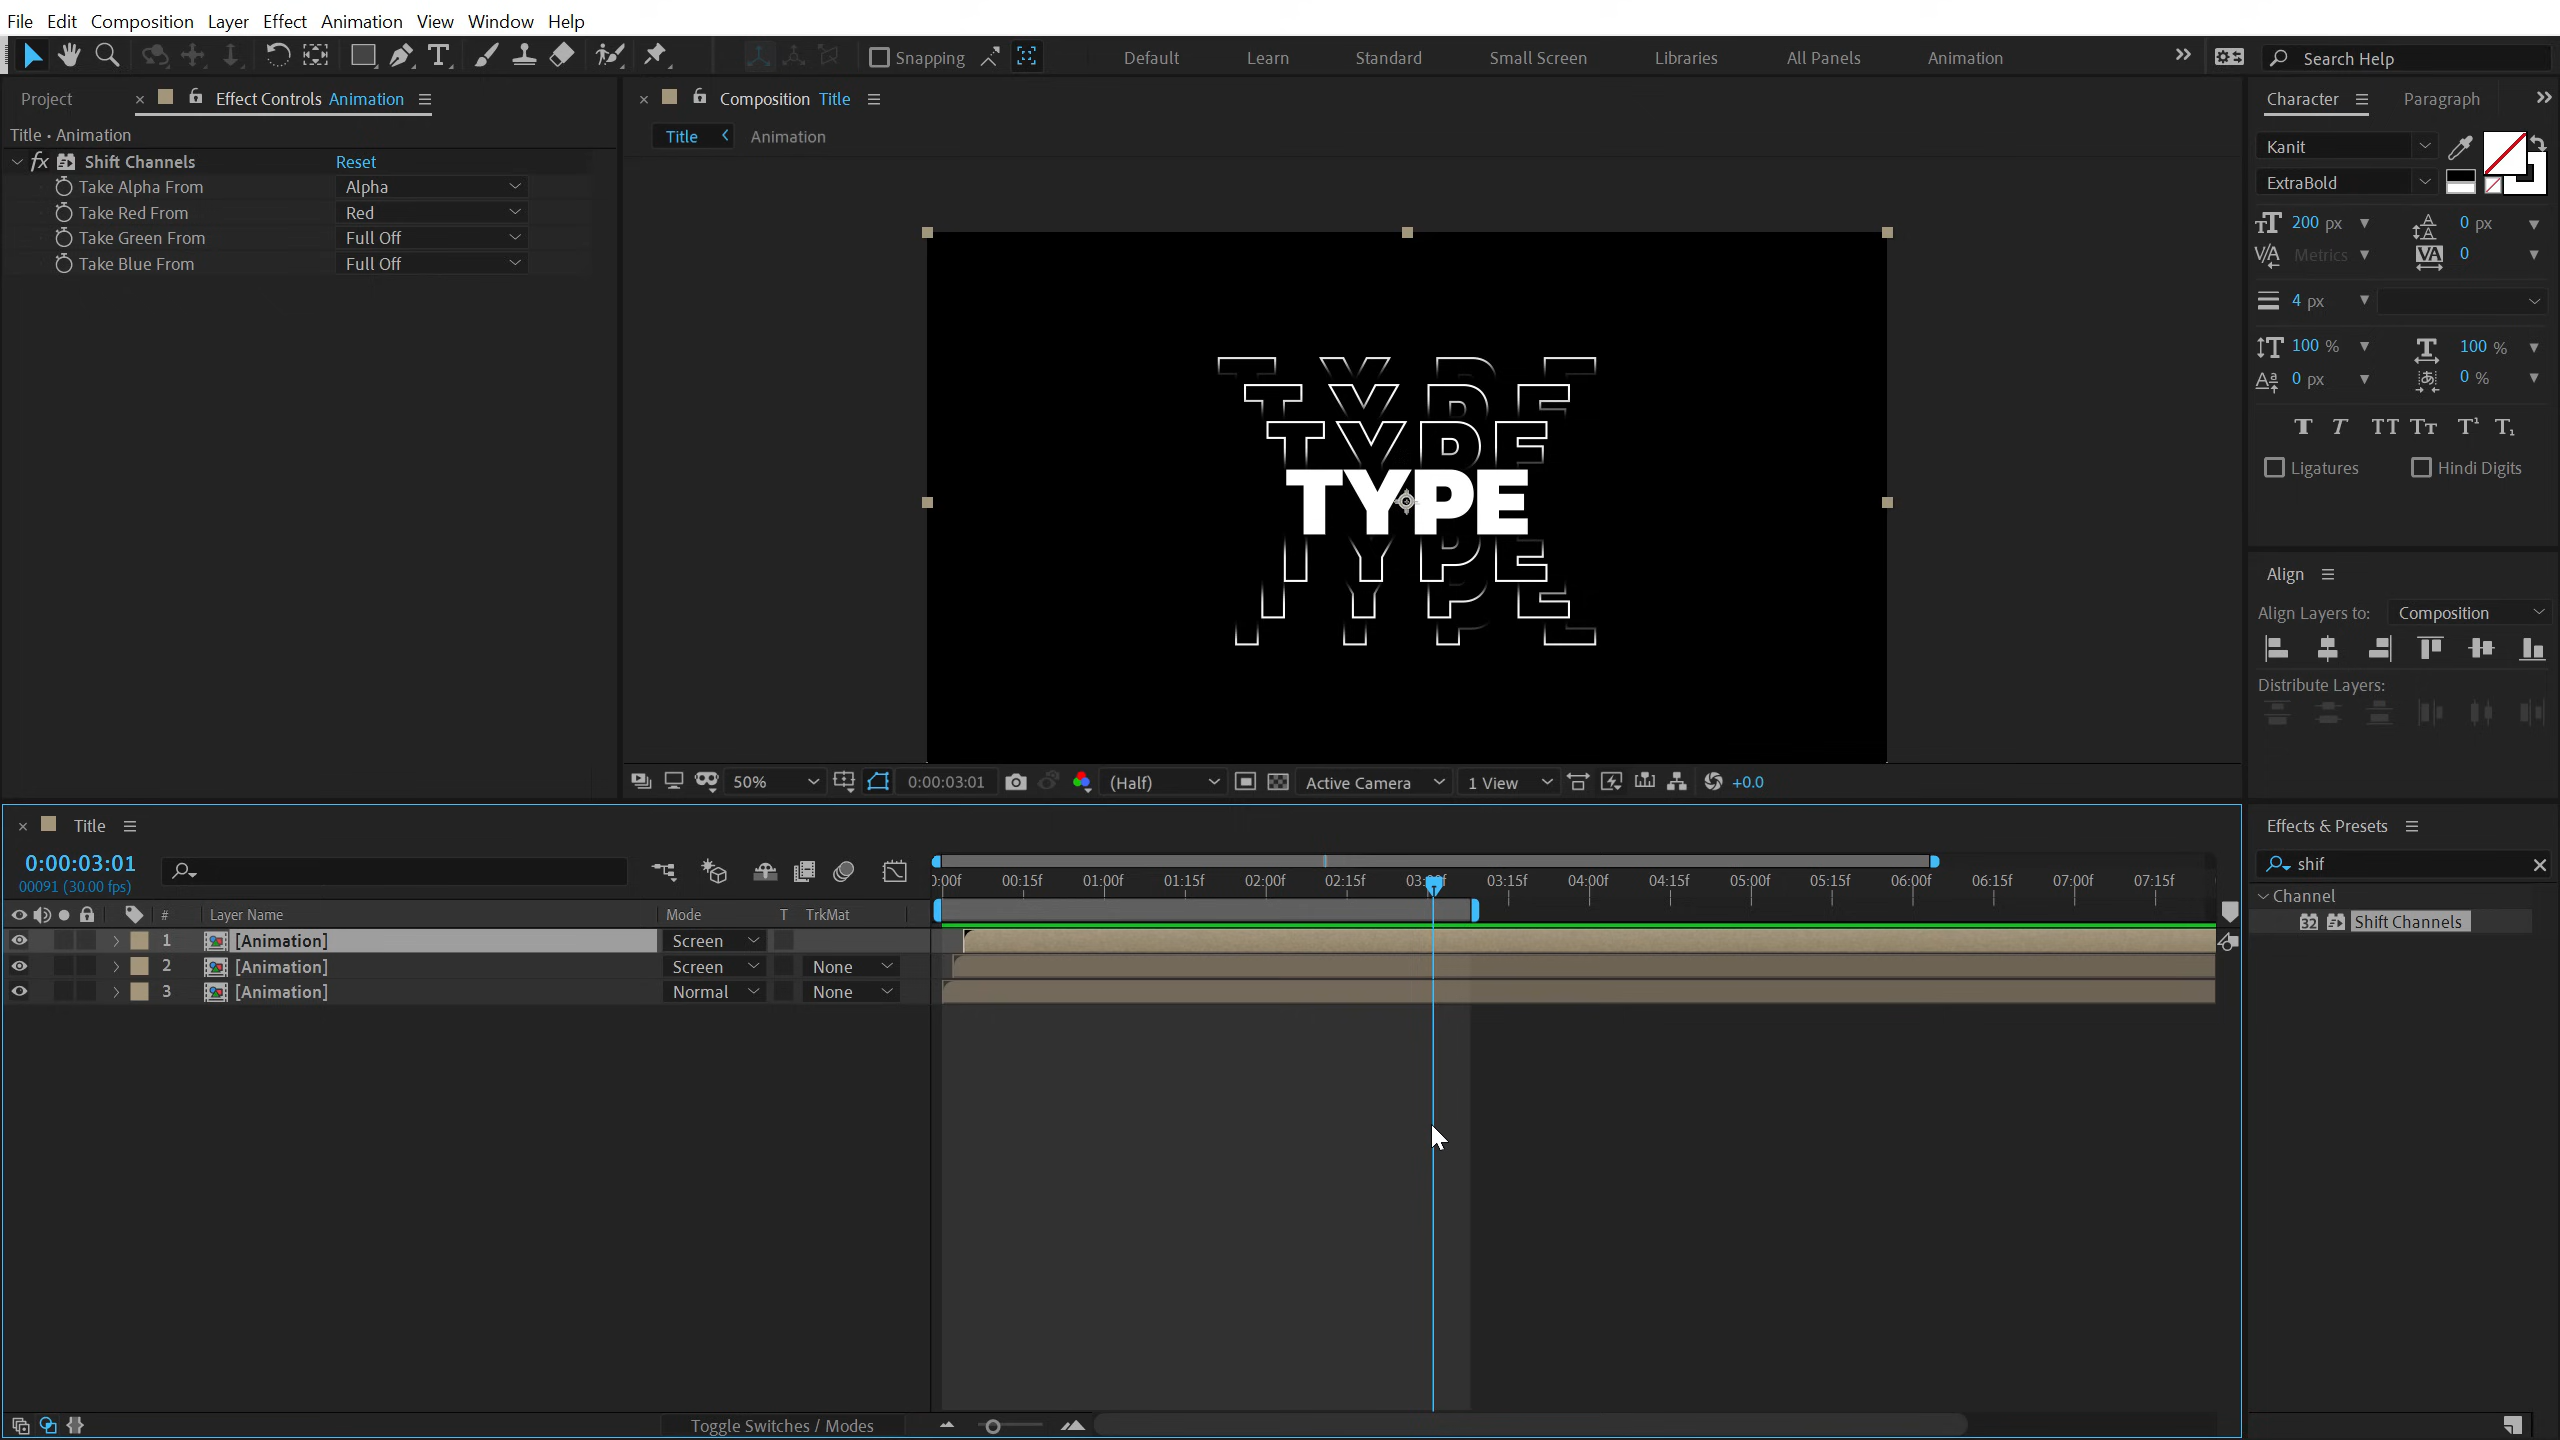 File Edit Composition Layer Effect Animation View Window Help
Snapping Default Learn Standard Small Screen Libraries All Panels Animation Search Help
Project Effect Controls Animation
Title • Animation
fx Shift Channels Reset
Take Alpha From Alpha
Take Red From Red
Take Green From Full Off
Take Blue From Full Off
Composition Title
Title Animation
TYPE
TYPE
TYPE
TYPE
TYPE
TYPE
TYPE
50% 0:00:03:01 (Half) Active Camera 1 View +0.0
Character Paragraph
Kanit
ExtraBold
200 px 0 px
Metrics 0
4 px
100 % 100 %
0 px 0 %
Ligatures Hindi Digits
Align
Align Layers to: Composition
Distribute Layers:
Effects & Presets
shif
Channel
32 Shift Channels
Title
0:00:03:01
00091 (30.00 fps)
# Layer Name Mode T TrkMat
1 [Animation] Screen
2 [Animation] Screen None
3 [Animation] Normal None
0:00f 00:15f 01:00f 01:15f 02:00f 02:15f 03:00f 03:15f 04:00f 04:15f 05:00f 05:15f 06:00f 06:15f 07:00f 07:15f
Toggle Switches / Modes